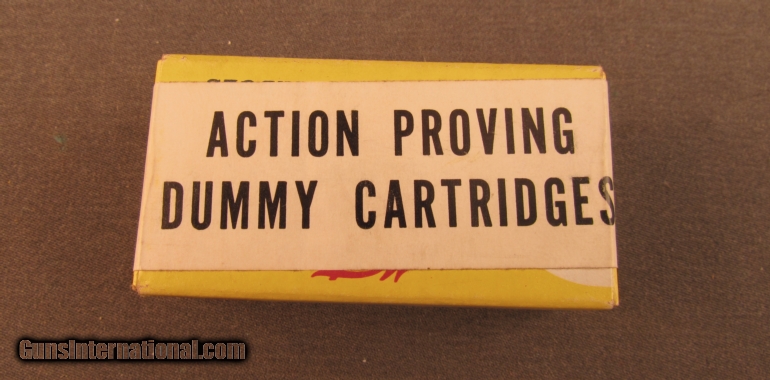 ACTION PROVING
DUMMY CARTRIDGES
GunsInternational.com